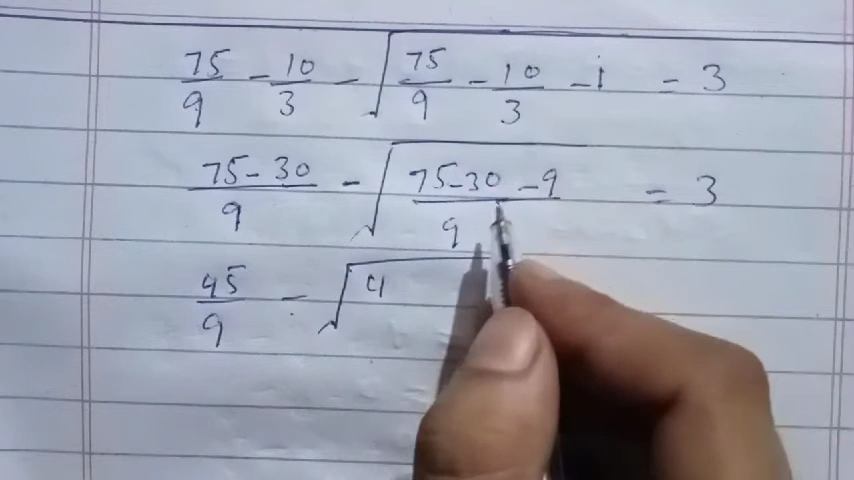 75/9 - 10/3 - √(75/9 - 10/3 - 1) = 3
(75-30)/9 - √((75-30-9)/9) = 3
45/9 - √4